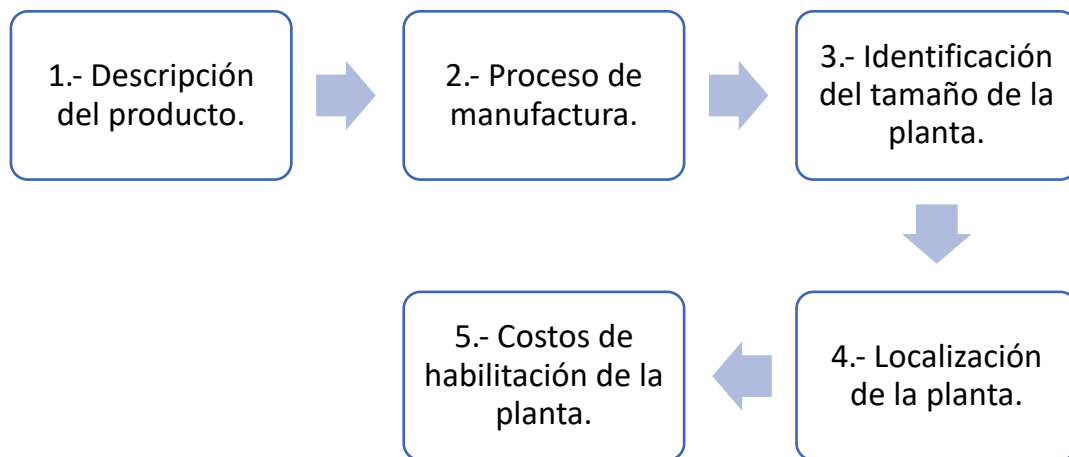 1.- Descripción
del producto.
2.- Proceso de
manufactura.
3.- Identificación
del tamaño de la
planta.
4.- Localización
de la planta.
5.- Costos de
habilitación de la
planta.